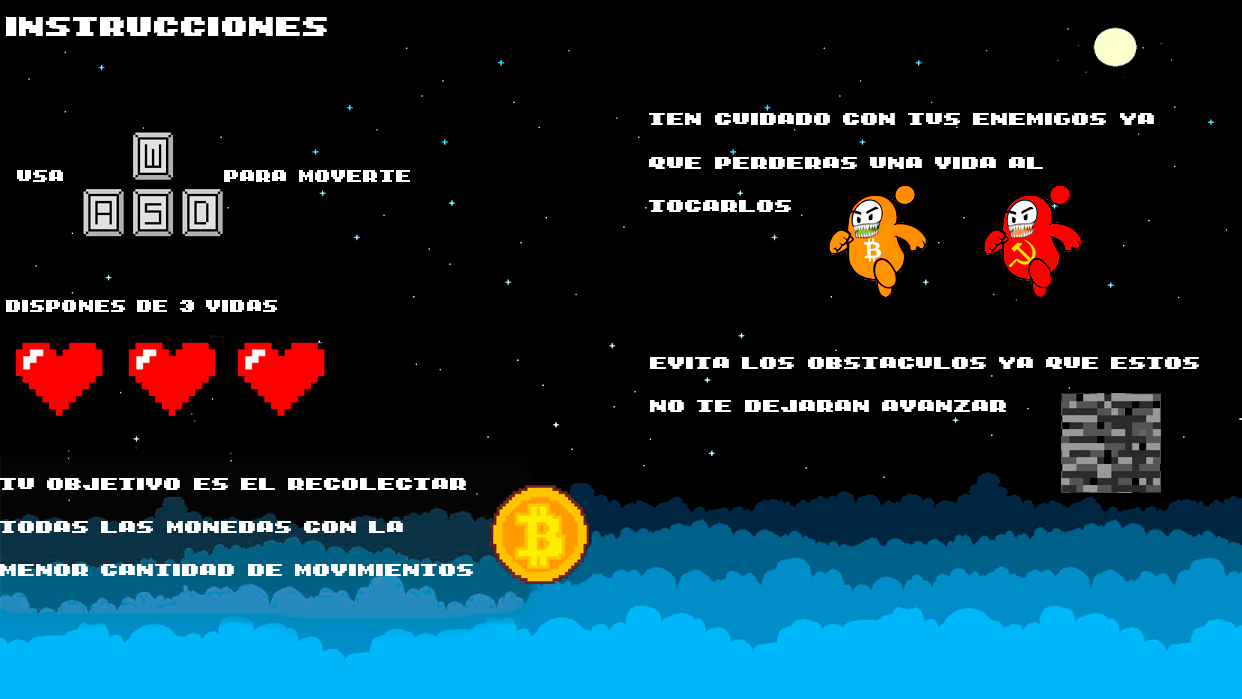 INSTRUCCIONES
USA
W
A S D
PARA MOVERTE
DISPONES DE 3 VIDAS
TU OBJETIVO ES EL RECOLECTAR
TODAS LAS MONEDAS CON LA
MENOR CANTIDAD DE MOVIMIENTOS
TEN CUIDADO CON TUS ENEMIGOS YA
QUE PERDERAS UNA VIDA AL
TOCARLOS
EVITA LOS OBSTACULOS YA QUE ESTOS
NO TE DEJARAN AVANZAR